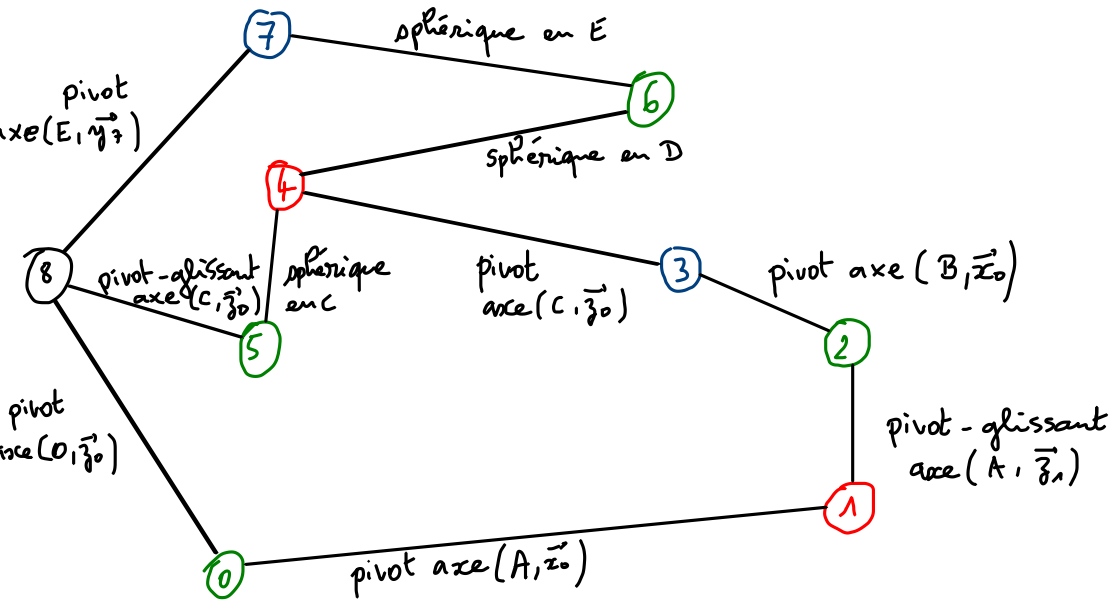 7
sphérique en E
pivot
axe (E, y⃗₇)
6
sphérique en D
4
8
pivot-glissant
axe (C, z⃗₀)
sphérique
en C
pivot
axe (C, z⃗₀)
3
pivot axe (B, x⃗₀)
5
2
pivot
axe (O, z⃗₀)
pivot-glissant
axe (A, z⃗₁)
1
0
pivot axe (A, x⃗₀)